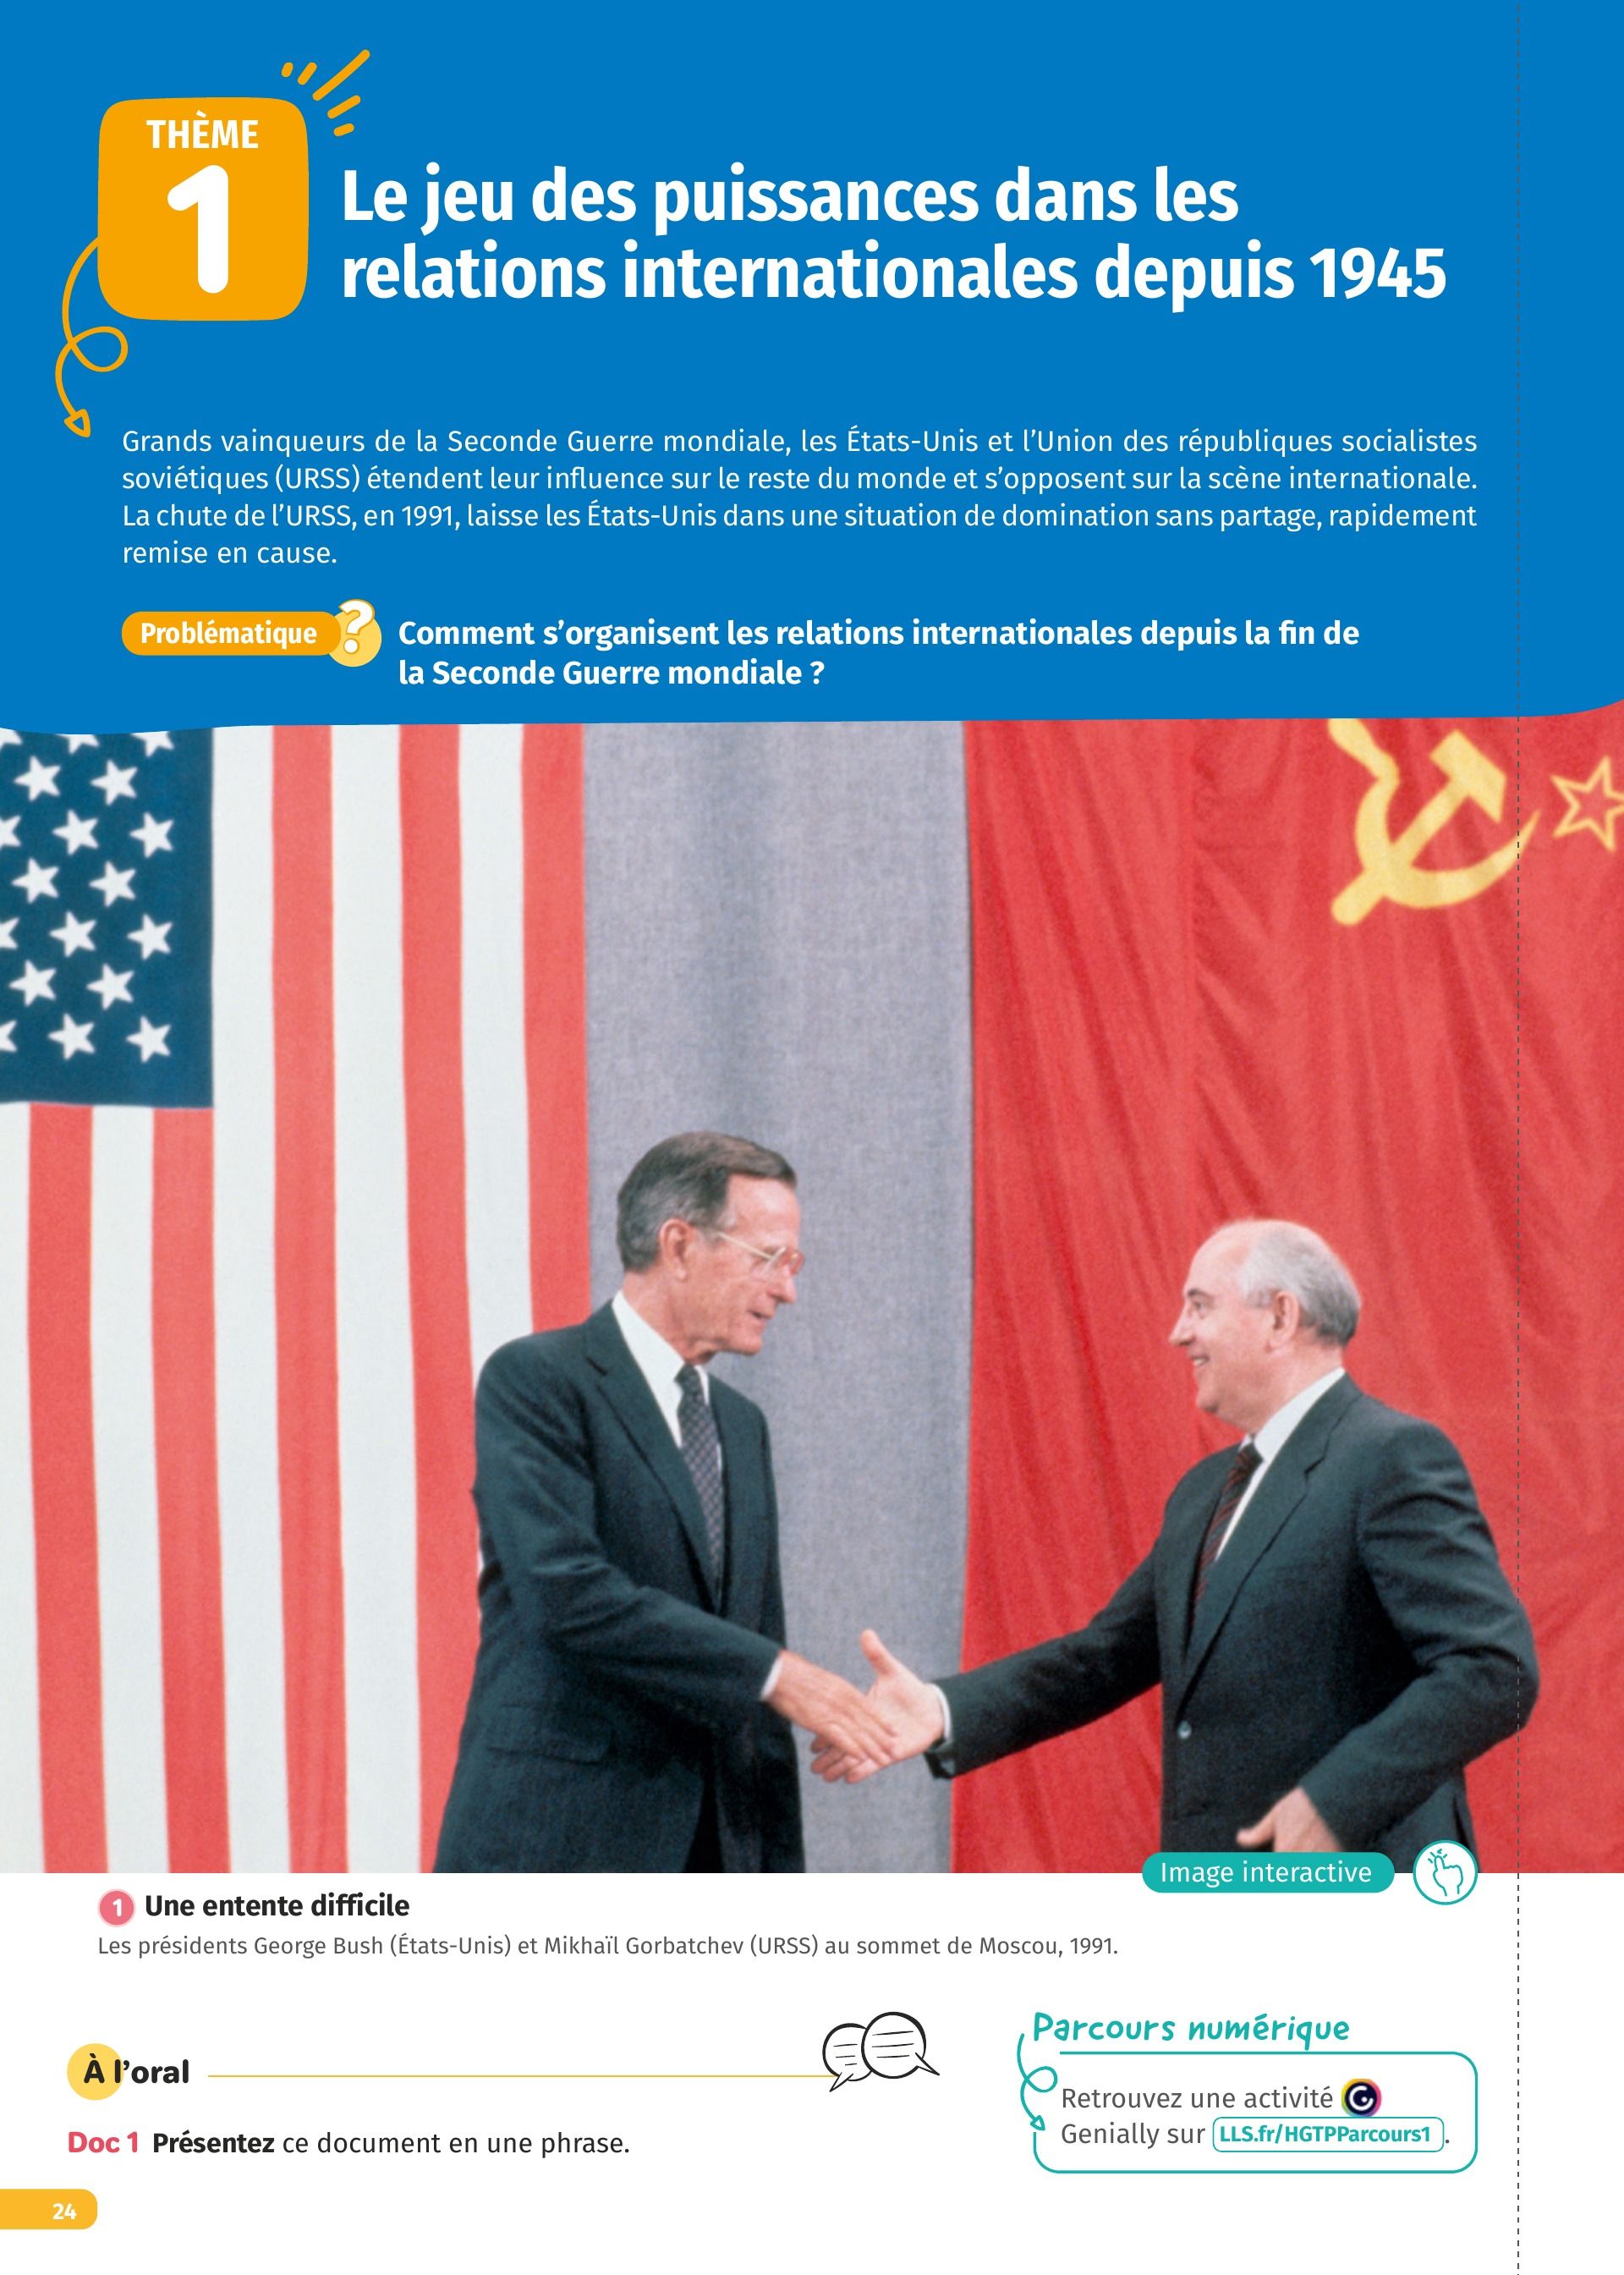 THÈME
1
Le jeu des puissances dans les
relations internationales depuis 1945
Grands vainqueurs de la Seconde Guerre mondiale, les États-Unis et l’Union des républiques socialistes
soviétiques (URSS) étendent leur influence sur le reste du monde et s’opposent sur la scène internationale.
La chute de l’URSS, en 1991, laisse les États-Unis dans une situation de domination sans partage, rapidement
remise en cause.
Problématique ?
Comment s’organisent les relations internationales depuis la fin de
la Seconde Guerre mondiale ?
Image interactive
1 Une entente difficile
Les présidents George Bush (États-Unis) et Mikhaïl Gorbatchev (URSS) au sommet de Moscou, 1991.
À l’oral
Doc 1 Présentez ce document en une phrase.
Parcours numérique
Retrouvez une activité
Genially sur LLS.fr/HGTPParcours1 .
24